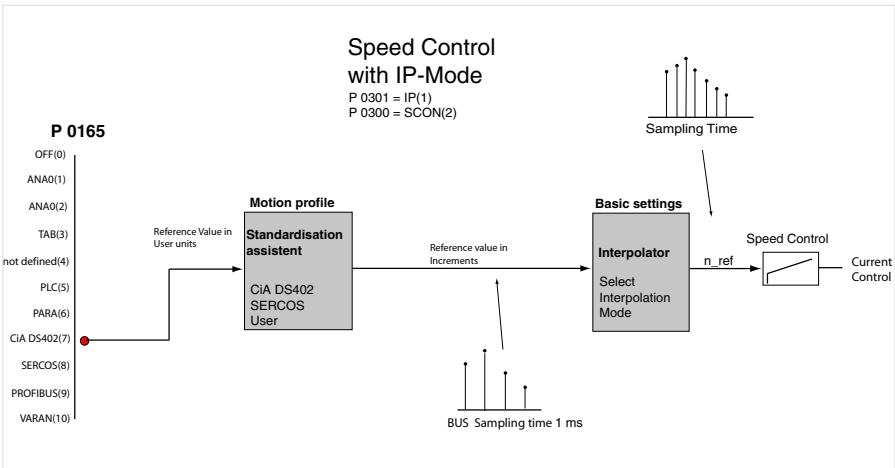 Speed Control
with IP-Mode
P 0301 = IP(1)
P 0300 = SCON(2)
Sampling Time
P 0165
OFF(0)
ANA0(1)
ANA0(2)
TAB(3)
not defined(4)
PLC(5)
PARA(6)
CiA DS402(7)
SERCOS(8)
PROFIBUS(9)
VARAN(10)
Reference Value in
User units
Motion profile
Standardisation
assistent
CiA DS402
SERCOS
User
Reference value in
Increments
BUS Sampling time 1 ms
Basic settings
Interpolator
Select
Interpolation
Mode
n_ref
Speed Control
Current
Control